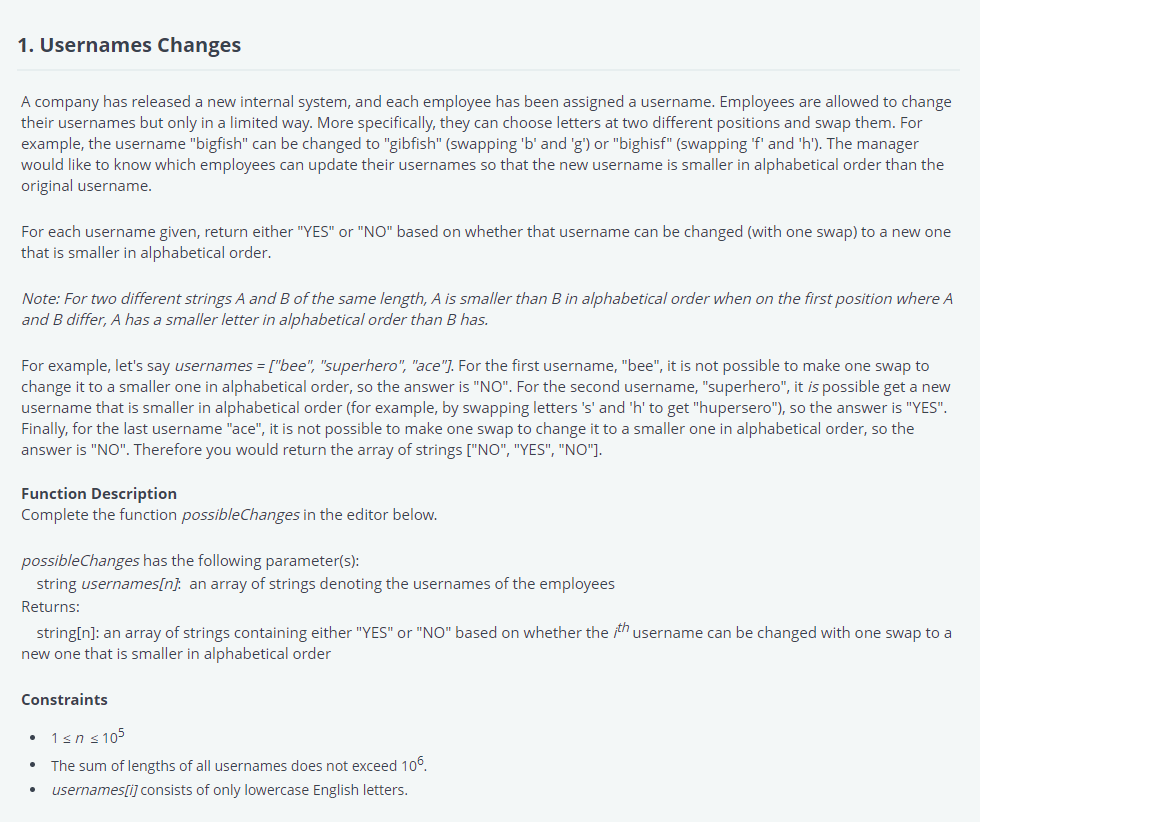 1. Usernames Changes
A company has released a new internal system, and each employee has been assigned a username. Employees are allowed to change
their usernames but only in a limited way. More specifically, they can choose letters at two different positions and swap them. For
example, the username "bigfish" can be changed to "gibfish" (swapping 'b' and 'g') or "bighisf" (swapping 'f' and 'h'). The manager
would like to know which employees can update their usernames so that the new username is smaller in alphabetical order than the
original username.
For each username given, return either "YES" or "NO" based on whether that username can be changed (with one swap) to a new one
that is smaller in alphabetical order.
Note: For two different strings A and B of the same length, A is smaller than B in alphabetical order when on the first position where A
and B differ, A has a smaller letter in alphabetical order than B has.
For example, let's say usernames = ["bee", "superhero", "ace"]. For the first username, "bee", it is not possible to make one swap to
change it to a smaller one in alphabetical order, so the answer is "NO". For the second username, "superhero", it is possible get a new
username that is smaller in alphabetical order (for example, by swapping letters 's' and 'h' to get "hupersero"), so the answer is "YES".
Finally, for the last username "ace", it is not possible to make one swap to change it to a smaller one in alphabetical order, so the
answer is "NO". Therefore you would return the array of strings ["NO", "YES", "NO"].
Function Description
Complete the function possibleChanges in the editor below.
possibleChanges has the following parameter(s):
string usernames[n]: an array of strings denoting the usernames of the employees
Returns:
string[n]: an array of strings containing either "YES" or "NO" based on whether the iᵗʰ username can be changed with one swap to a
new one that is smaller in alphabetical order
Constraints
• 1 ≤ n ≤ 10⁵
• The sum of lengths of all usernames does not exceed 10⁶.
• usernames[i] consists of only lowercase English letters.